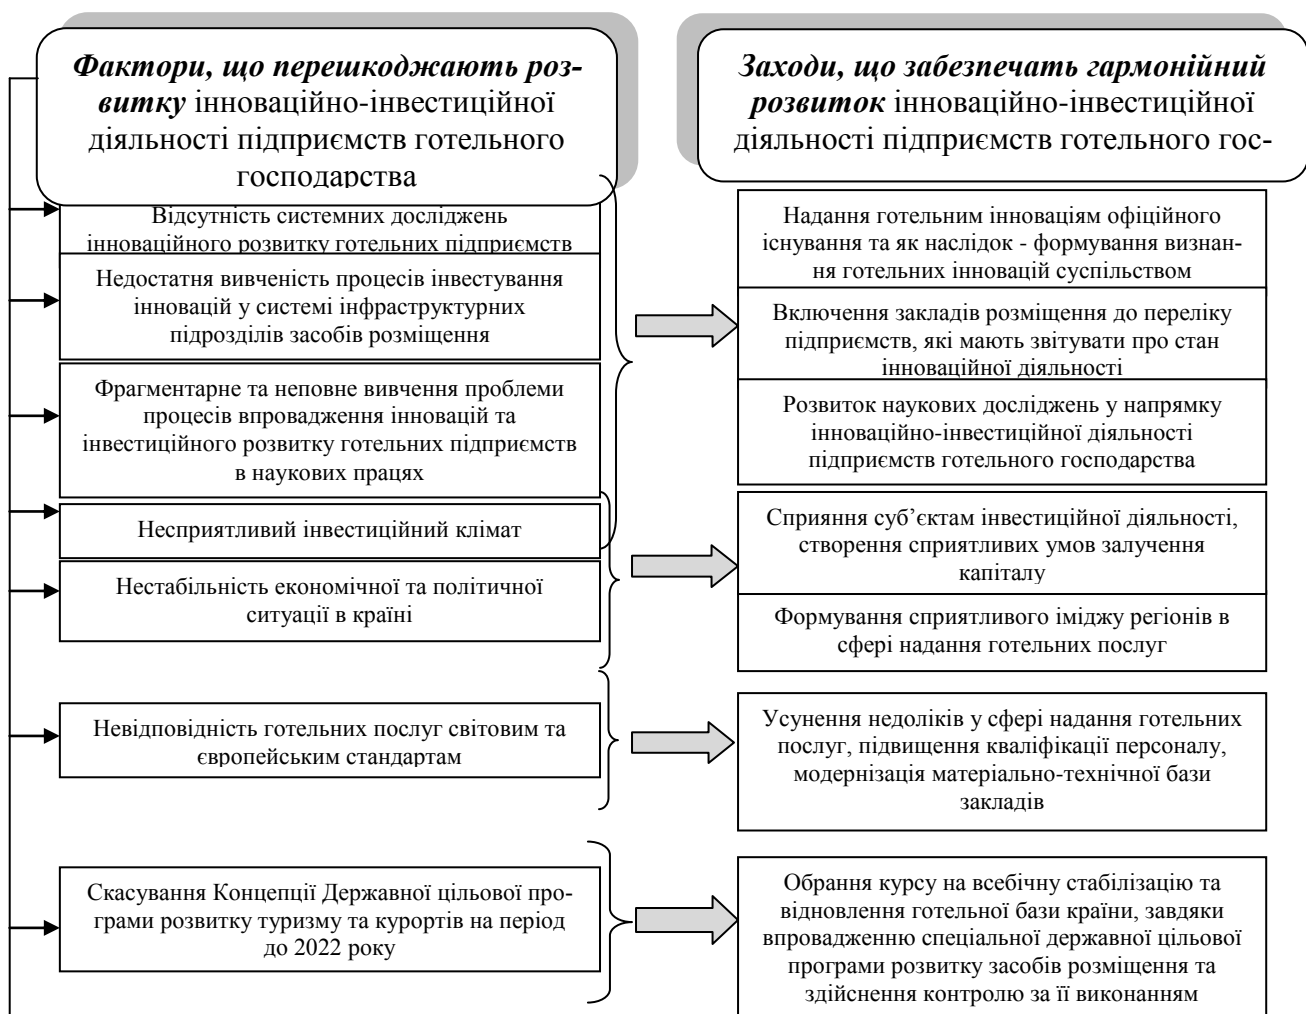 Фактори, що перешкоджають роз-
витку інноваційно-інвестиційної
діяльності підприємств готельного
господарства
Відсутність системних досліджень
інноваційного розвитку готельних підприємств
Недостатня вивченість процесів інвестування
інновацій у системі інфраструктурних
підрозділів засобів розміщення
Фрагментарне та неповне вивчення проблеми
процесів впровадження інновацій та
інвестиційного розвитку готельних підприємств
в наукових працях
Несприятливий інвестиційний клімат
Нестабільність економічної та політичної
ситуації в країні
Невідповідність готельних послуг світовим та
європейським стандартам
Скасування Концепції Державної цільової про-
грами розвитку туризму та курортів на період
до 2022 року
Заходи, що забезпечать гармонійний
розвиток інноваційно-інвестиційної
діяльності підприємств готельного гос-
Надання готельним інноваціям офіційного
існування та як наслідок - формування визнан-
ня готельних інновацій суспільством
Включення закладів розміщення до переліку
підприємств, які мають звітувати про стан
інноваційної діяльності
Розвиток наукових досліджень у напрямку
інноваційно-інвестиційної діяльності
підприємств готельного господарства
Сприяння суб’єктам інвестиційної діяльності,
створення сприятливих умов залучення
капіталу
Формування сприятливого іміджу регіонів в
сфері надання готельних послуг
Усунення недоліків у сфері надання готельних
послуг, підвищення кваліфікації персоналу,
модернізація матеріально-технічної бази
закладів
Обрання курсу на всебічну стабілізацію та
відновлення готельної бази країни, завдяки
впровадженню спеціальної державної цільової
програми розвитку засобів розміщення та
здійснення контролю за її виконанням